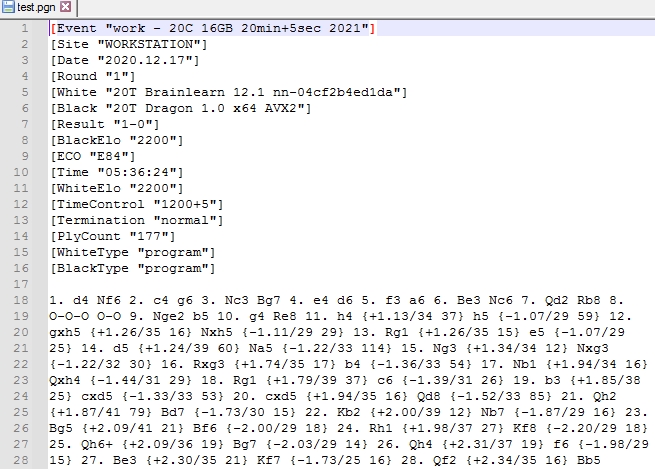 test.pgn
1 [Event "work - 20C 16GB 20min+5sec 2021"]
2 [Site "WORKSTATION"]
3 [Date "2020.12.17"]
4 [Round "1"]
5 [White "20T Brainlearn 12.1 nn-04cf2b4ed1da"]
6 [Black "20T Dragon 1.0 x64 AVX2"]
7 [Result "1-0"]
8 [BlackElo "2200"]
9 [ECO "E84"]
10 [Time "05:36:24"]
11 [WhiteElo "2200"]
12 [TimeControl "1200+5"]
13 [Termination "normal"]
14 [PlyCount "177"]
15 [WhiteType "program"]
16 [BlackType "program"]
17
18 1. d4 Nf6 2. c4 g6 3. Nc3 Bg7 4. e4 d6 5. f3 a6 6. Be3 Nc6 7. Qd2 Rb8 8.
19 O-O-O O-O 9. Nge2 b5 10. g4 Re8 11. h4 {+1.13/34 37} h5 {-1.07/29 59} 12.
20 gxh5 {+1.26/35 16} Nxh5 {-1.11/29 29} 13. Rg1 {+1.26/35 15} e5 {-1.07/29
21 25} 14. d5 {+1.24/39 60} Na5 {-1.22/33 114} 15. Ng3 {+1.34/34 12} Nxg3
22 {-1.22/32 30} 16. Rxg3 {+1.74/35 17} b4 {-1.36/33 54} 17. Nb1 {+1.94/34 16}
23 Qxh4 {-1.44/31 29} 18. Rg1 {+1.79/39 37} c6 {-1.39/31 26} 19. b3 {+1.85/38
24 25} cxd5 {-1.33/33 53} 20. cxd5 {+1.94/35 16} Qd8 {-1.52/33 85} 21. Qh2
25 {+1.87/41 79} Bd7 {-1.73/30 15} 22. Kb2 {+2.00/39 12} Nb7 {-1.87/29 16} 23.
26 Bg5 {+2.09/41 21} Bf6 {-2.00/29 18} 24. Rh1 {+1.98/37 27} Kf8 {-2.20/29 18}
27 25. Qh6+ {+2.09/36 19} Bg7 {-2.03/29 14} 26. Qh4 {+2.31/37 19} f6 {-1.98/29
28 15} 27. Be3 {+2.30/35 21} Kf7 {-1.73/25 16} 28. Qf2 {+2.34/35 16} Bb5